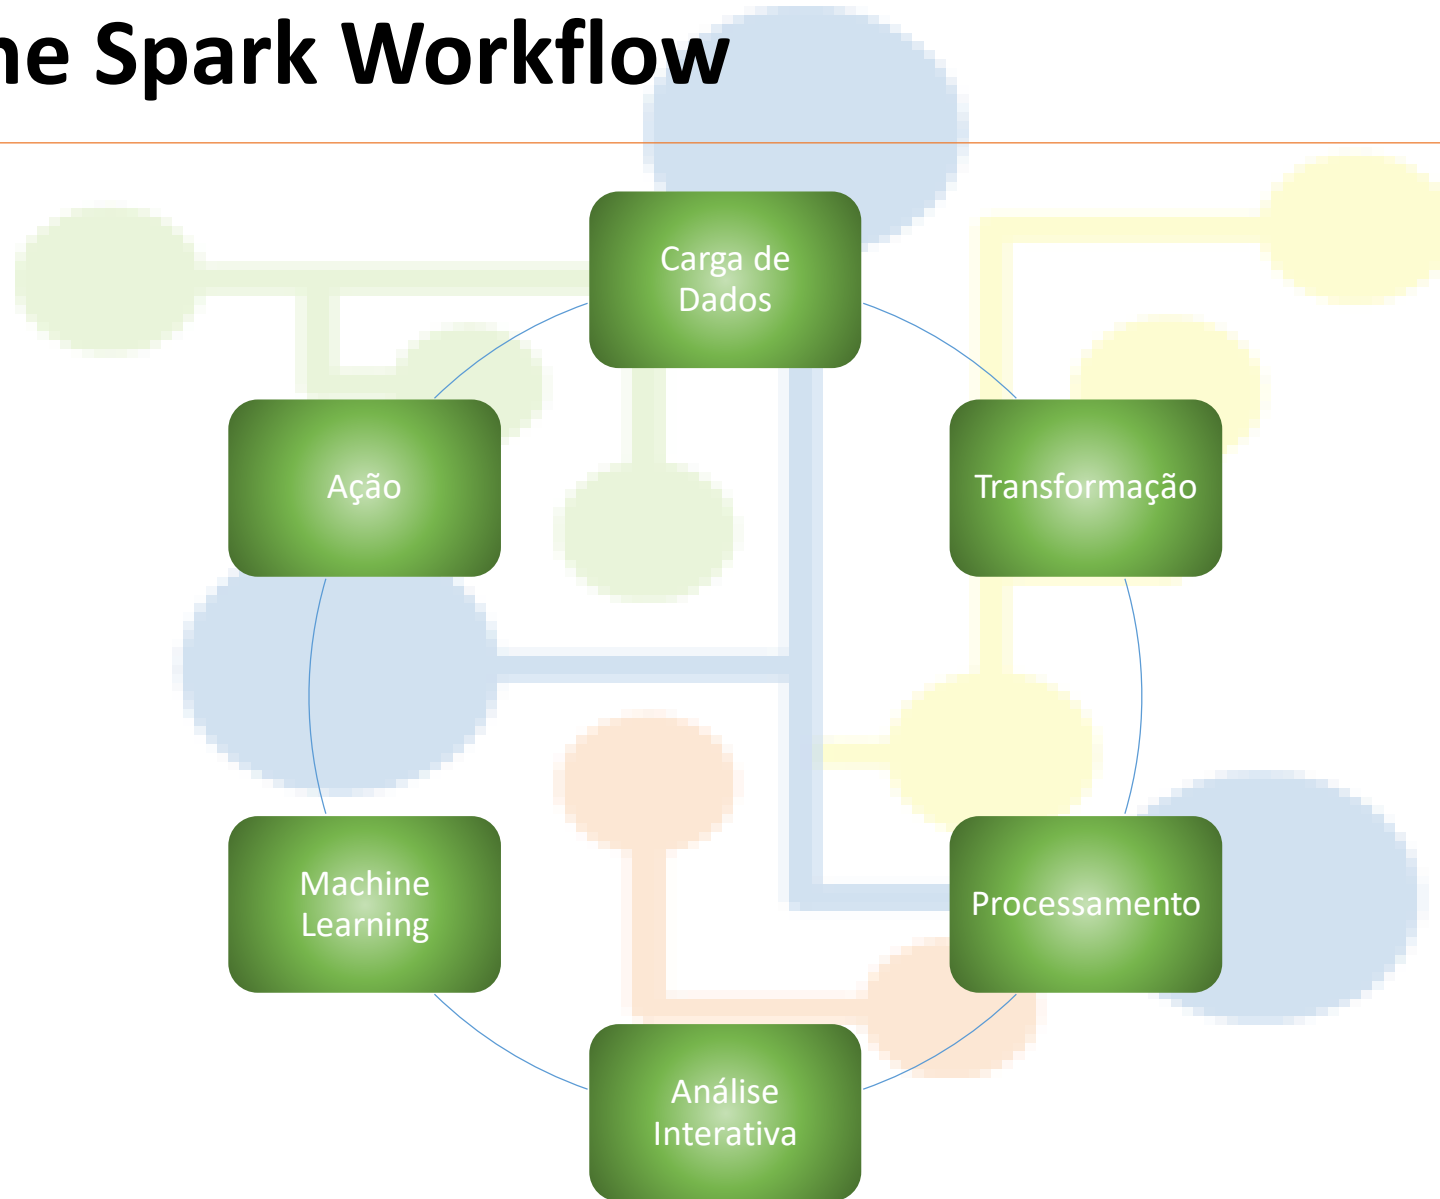 ne Spark Workflow
Carga de
Dados
Ação
Transformação
Machine
Learning
Processamento
Análise
Interativa